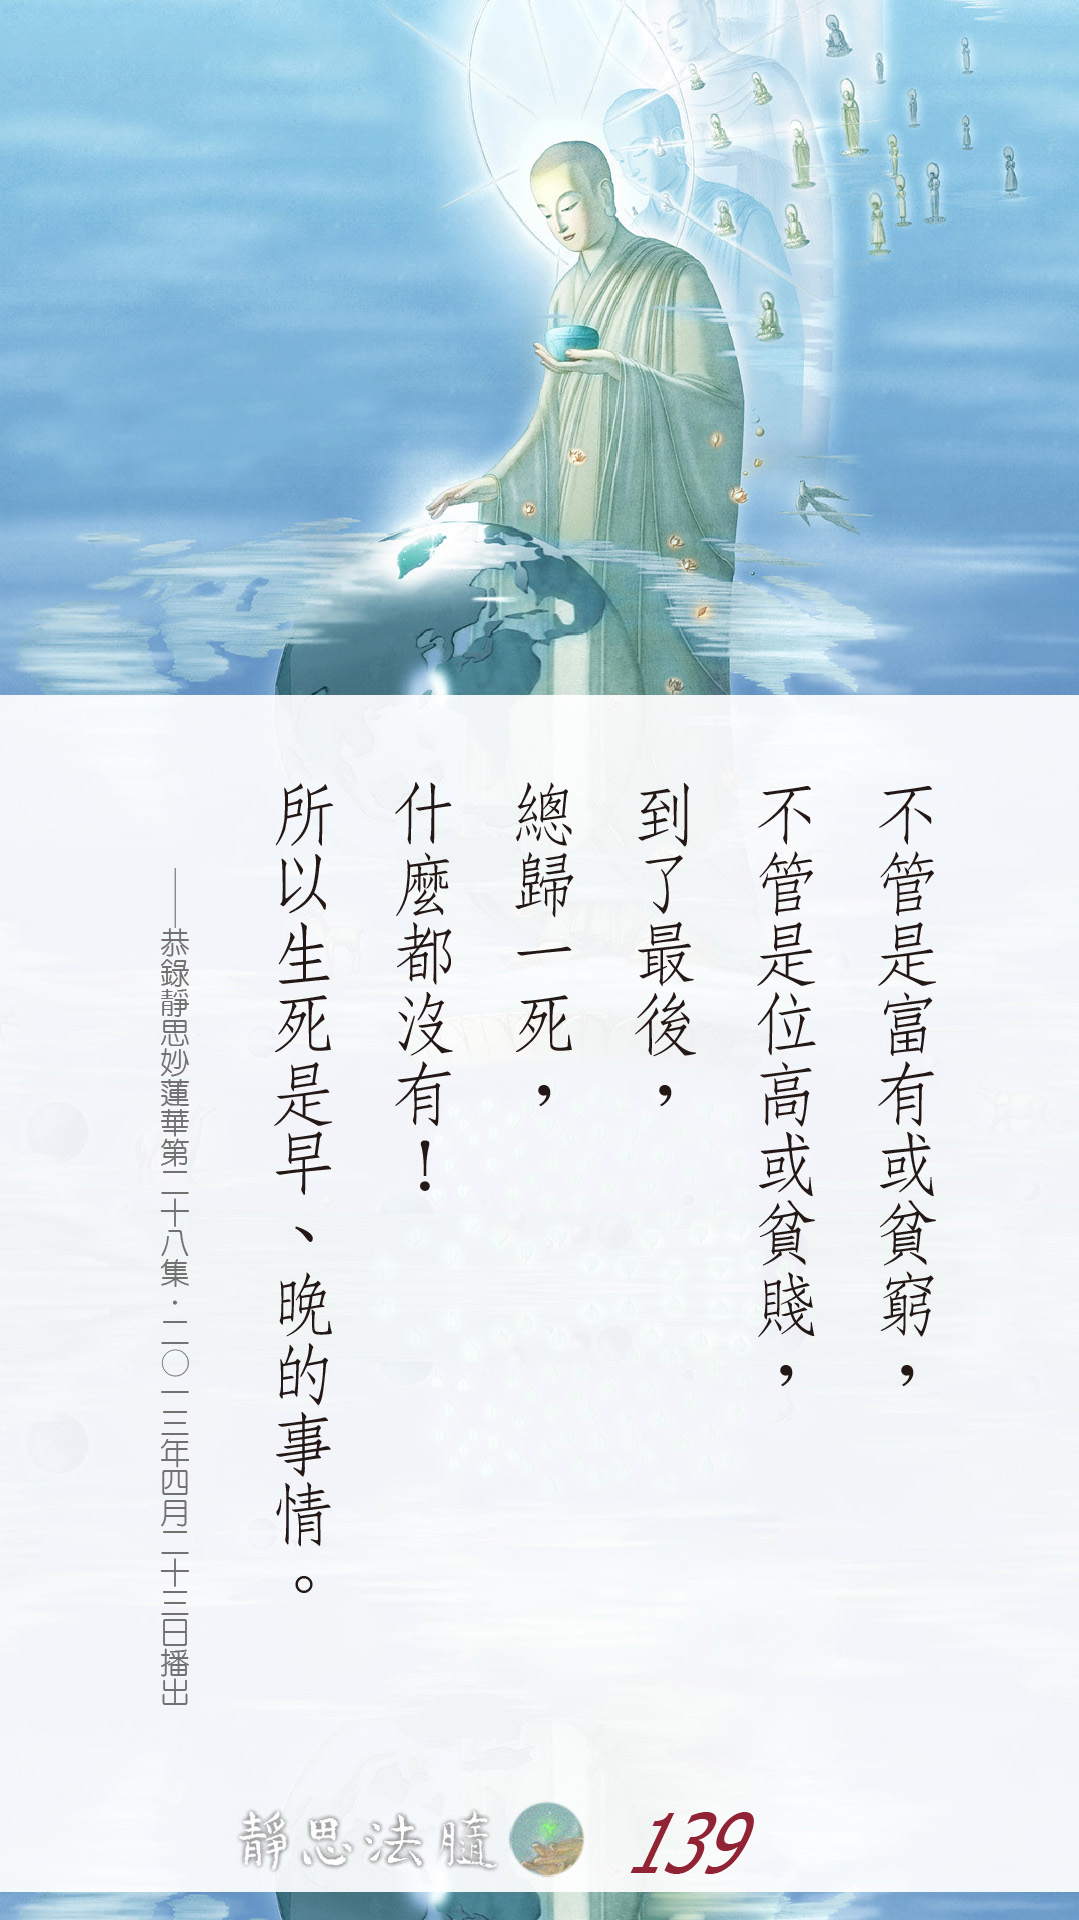 不管是富有或貧窮，
不管是位高或貧賤，
到了最後，
總歸一死，
什麼都沒有！
所以生死是早、晚的事情。
——恭錄靜思妙蓮華第二十八集．二〇一三年四月二十三日播出
靜思法髓
139